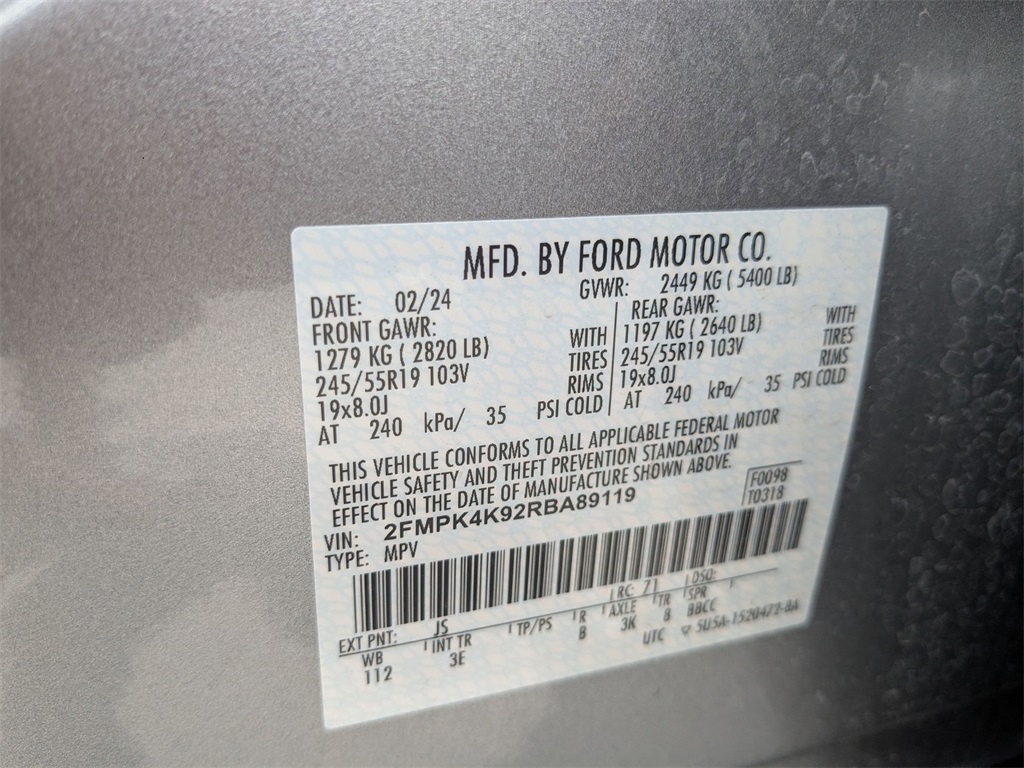 MFD. BY FORD MOTOR CO.
DATE: 02/24 GVWR: 2449 KG ( 5400 LB)
FRONT GAWR: REAR GAWR:
1279 KG ( 2820 LB) WITH 1197 KG ( 2640 LB) WITH
245/55R19 103V TIRES 245/55R19 103V TIRES
19x8.0J RIMS 19x8.0J RIMS
AT 240 kPa/ 35 PSI COLD AT 240 kPa/ 35 PSI COLD
THIS VEHICLE CONFORMS TO ALL APPLICABLE FEDERAL MOTOR
VEHICLE SAFETY AND THEFT PREVENTION STANDARDS IN
EFFECT ON THE DATE OF MANUFACTURE SHOWN ABOVE.
F0098
VIN: 2FMPK4K92RBA89119 T0318
TYPE: MPV
EXT PNT: JS RC: 71 DSO:
WB INT TR TP/PS R AXLE TR SPR
112 3E B 3K B BBCC
UTC 5U5A-1520472-BA